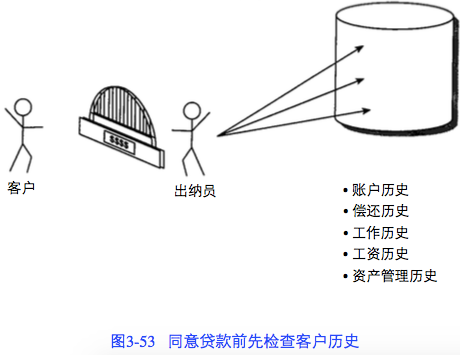 $$$$
客户
出纳员
• 账户历史
• 偿还历史
• 工作历史
• 工资历史
• 资产管理历史
图3-53 同意贷款前先检查客户历史